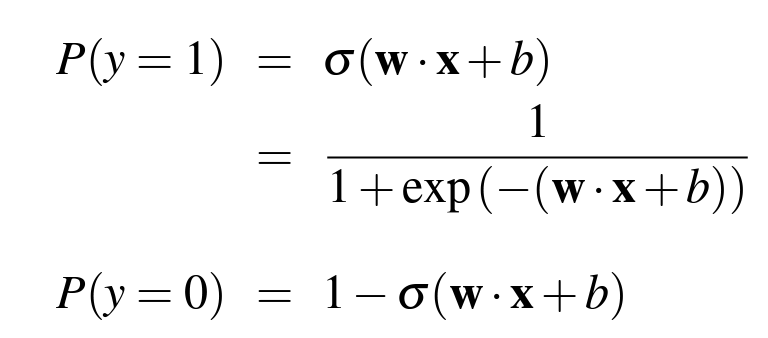 P(y = 1) = σ(w · x + b)
= 1 / (1 + exp(−(w · x + b)))
P(y = 0) = 1 − σ(w · x + b)